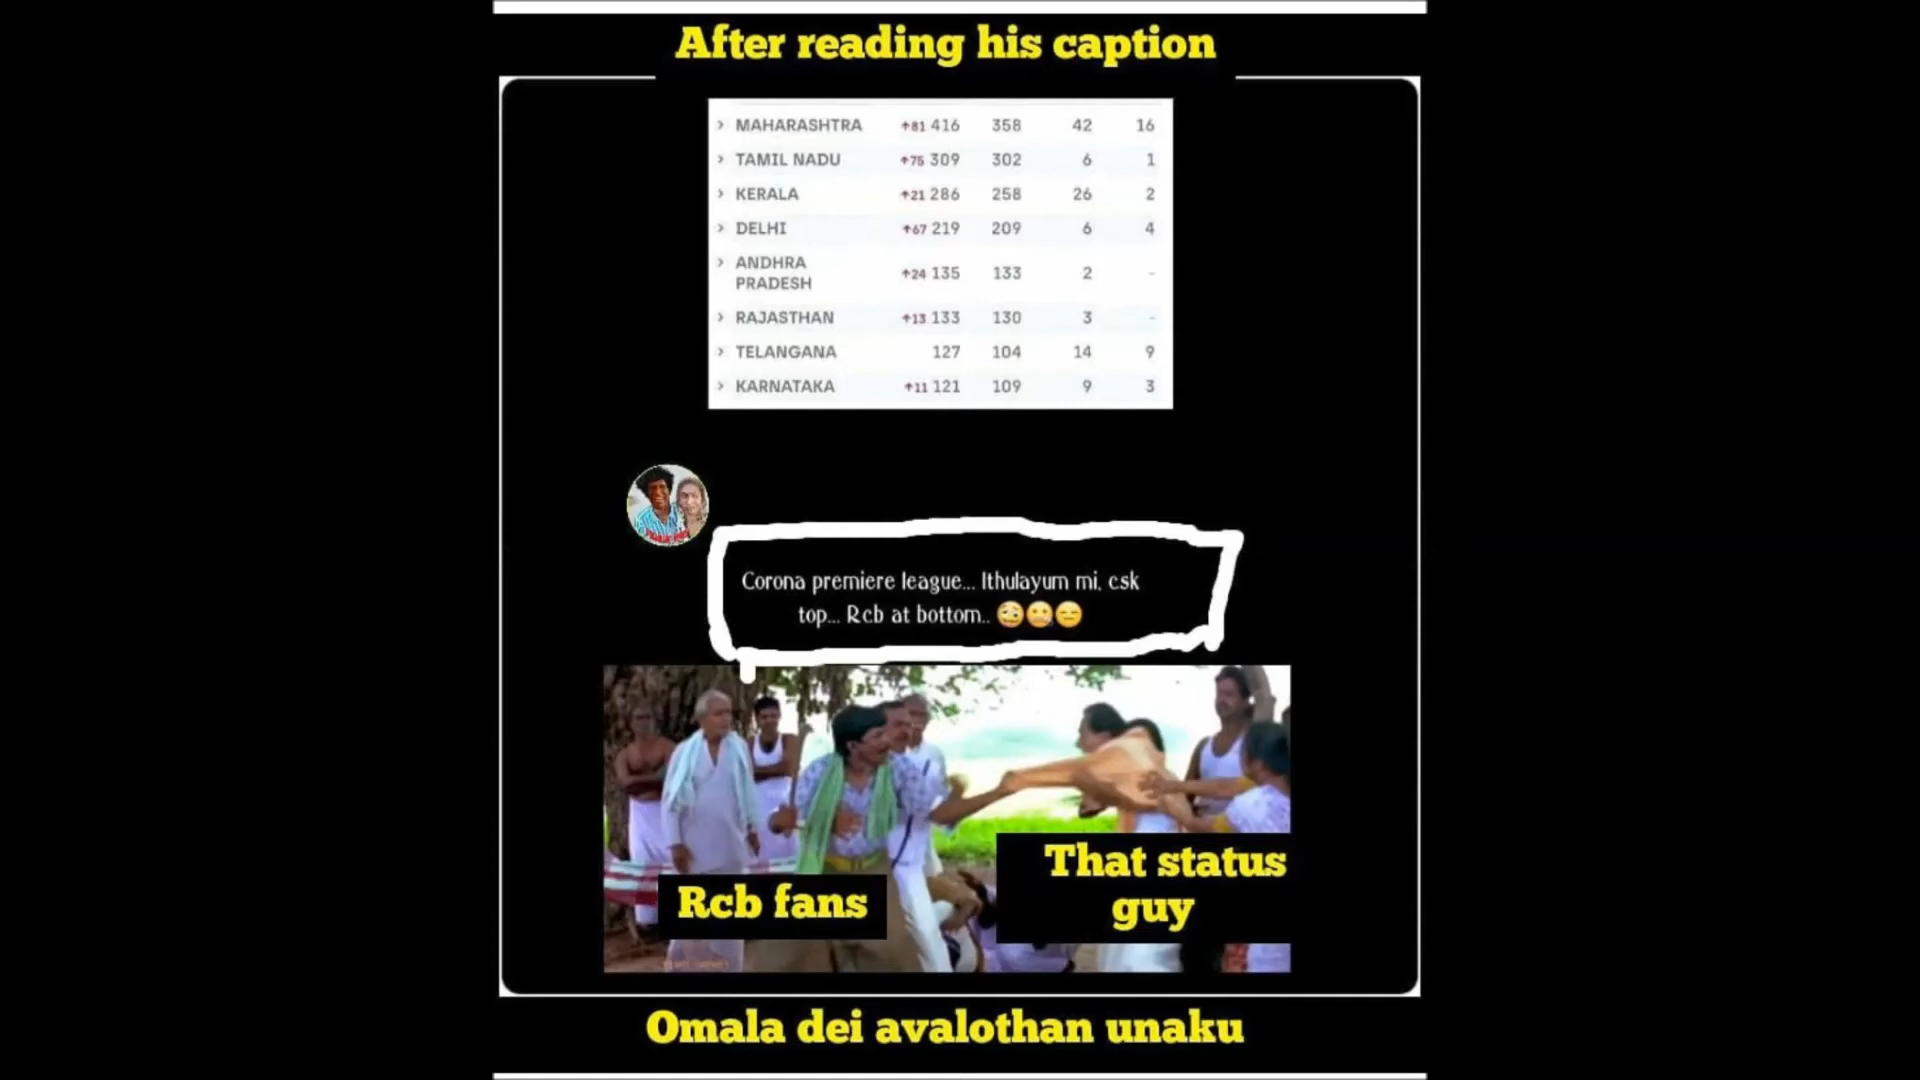 After reading his caption
> MAHARASHTRA ↑81 416 358 42 16
> TAMIL NADU ↑75 309 302 6 1
> KERALA ↑21 286 258 26 2
> DELHI ↑67 219 209 6 4
> ANDHRA
PRADESH ↑24 135 133 2 -
> RAJASTHAN ↑13 133 130 3 -
> TELANGANA 127 104 14 9
> KARNATAKA ↑11 121 109 9 3
Corona premiere league... Ithulayum mi, csk
top... Rcb at bottom..
That status
guy
Rcb fans
Omala dei avalothan unaku